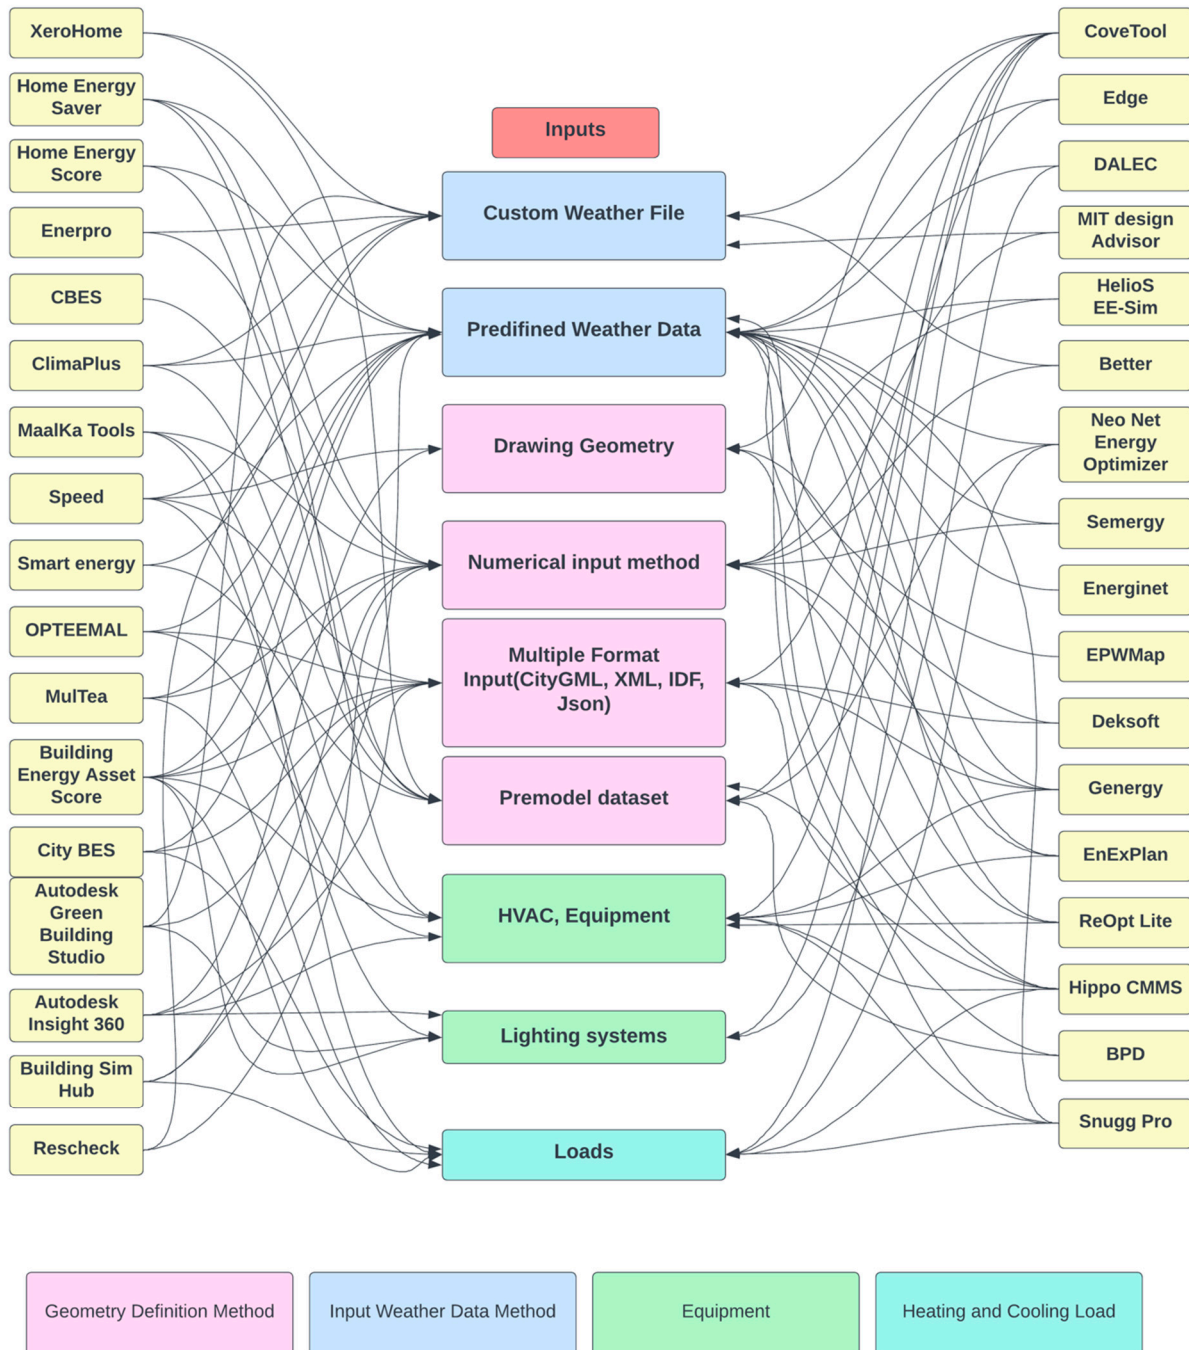 XeroHome
Home Energy
Saver
Home Energy
Score
Enerpro
CBES
ClimaPlus
MaalKa Tools
Speed
Smart energy
OPTEEMAL
MulTea
Building
Energy Asset
Score
City BES
Autodesk
Green
Building
Studio
Autodesk
Insight 360
Building Sim
Hub
Rescheck
Inputs
Custom Weather File
Predifined Weather Data
Drawing Geometry
Numerical input method
Multiple Format
Input(CityGML, XML, IDF,
Json)
Premodel dataset
HVAC, Equipment
Lighting systems
Loads
CoveTool
Edge
DALEC
MIT design
Advisor
HelioS
EE-Sim
Better
Neo Net
Energy
Optimizer
Semergy
Energinet
EPWMap
Deksoft
Genergy
EnExPlan
ReOpt Lite
Hippo CMMS
BPD
Snugg Pro
Geometry Definition Method
Input Weather Data Method
Equipment
Heating and Cooling Load